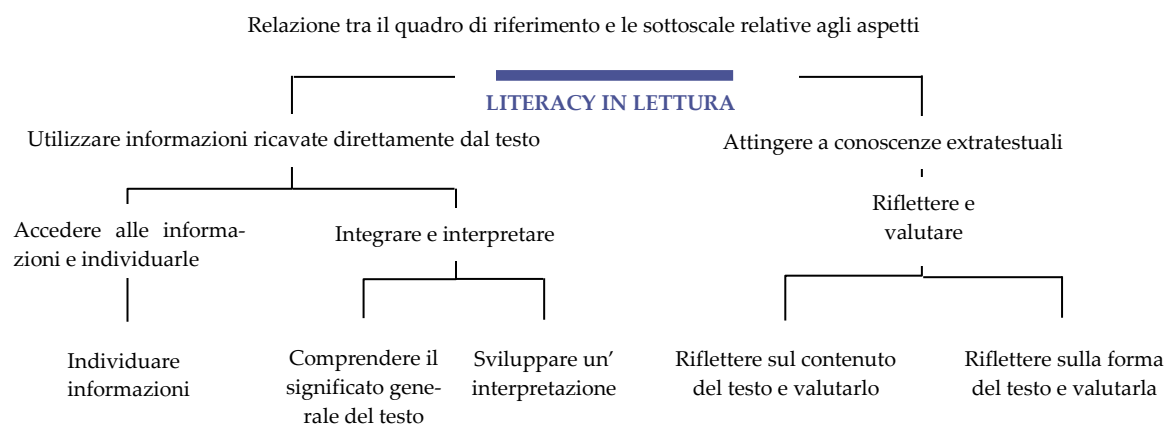 Relazione tra il quadro di riferimento e le sottoscale relative agli aspetti
LITERACY IN LETTURA
Utilizzare informazioni ricavate direttamente dal testo
Attingere a conoscenze extratestuali
Accedere alle informa-
zioni e individuarle
Integrare e interpretare
Riflettere e
valutare
Individuare
informazioni
Comprendere il
significato gene-
rale del testo
Sviluppare un'
interpretazione
Riflettere sul contenuto
del testo e valutarlo
Riflettere sulla forma
del testo e valutarla